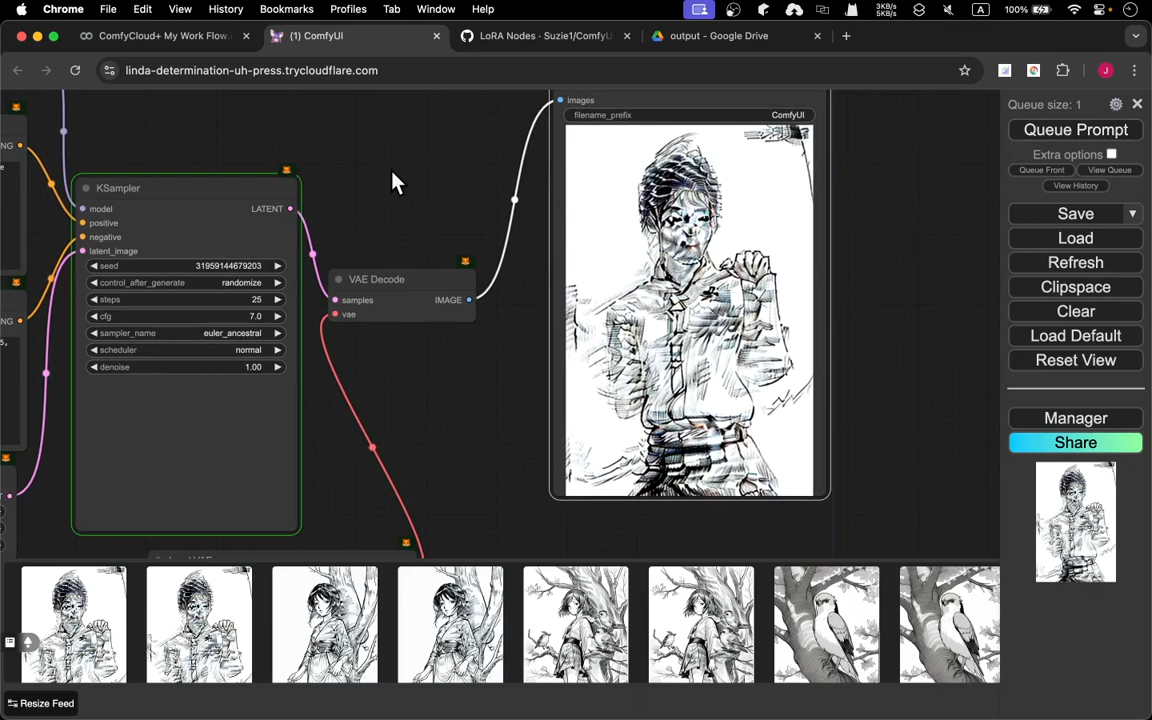 Chrome File Edit View History Bookmarks Profiles Tab Window Help 3KB/s 5KB/s A 100%
ComfyCloud+ My Work Flow. (1) ComfyUI LoRA Nodes · Suzie1/ComfyU output - Google Drive
linda-determination-uh-press.trycloudflare.com
J
images
filename_prefix ComfyUI
NG
KSampler
model LATENT
positive
negative
latent_image
seed 31959144679203
control_after_generate randomize
steps 25
cfg 7.0
sampler_name euler_ancestral
scheduler normal
denoise 1.00
NG
VAE Decode
samples IMAGE
vae
Queue size: 1
Queue Prompt
Extra options
Queue Front View Queue
View History
Save
Load
Refresh
Clipspace
Clear
Load Default
Reset View
Manager
Share
Resize Feed